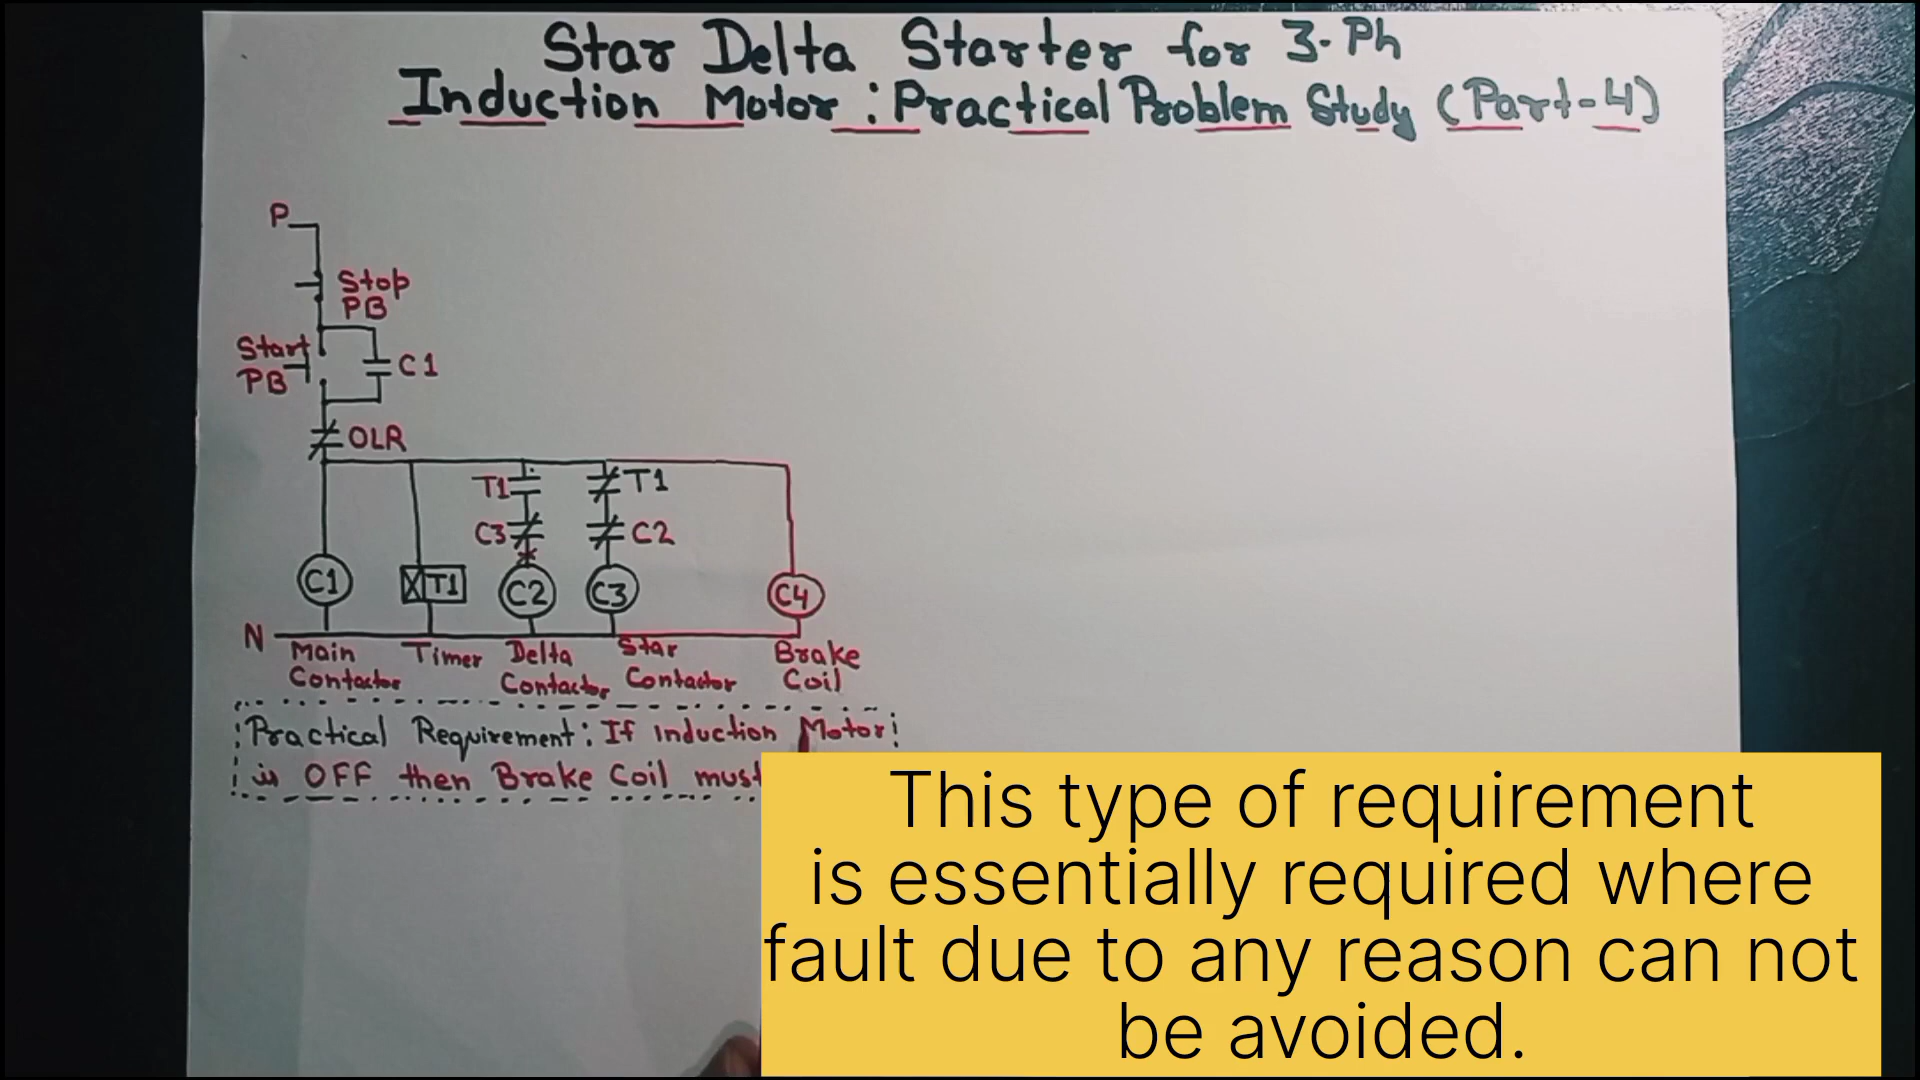 Star Delta Starter for 3-Ph
Induction Motor : Practical Problem Study (Part-4)
P
Stop
PB
Start
PB
C1
OLR
T1
T1
C3
C2
C1
T1
C2
C3
C4
N
Main
Contactor
Timer
Delta
Contactor
Star
Contactor
Brake
Coil
Practical Requirement: If induction Motor
is OFF then Brake Coil must
This type of requirement
is essentially required where
fault due to any reason can not
be avoided.